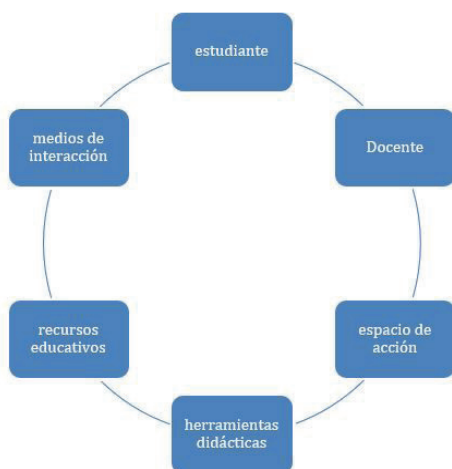 estudiante
Docente
espacio de
acción
herramientas
didácticas
recursos
educativos
medios de
interacción